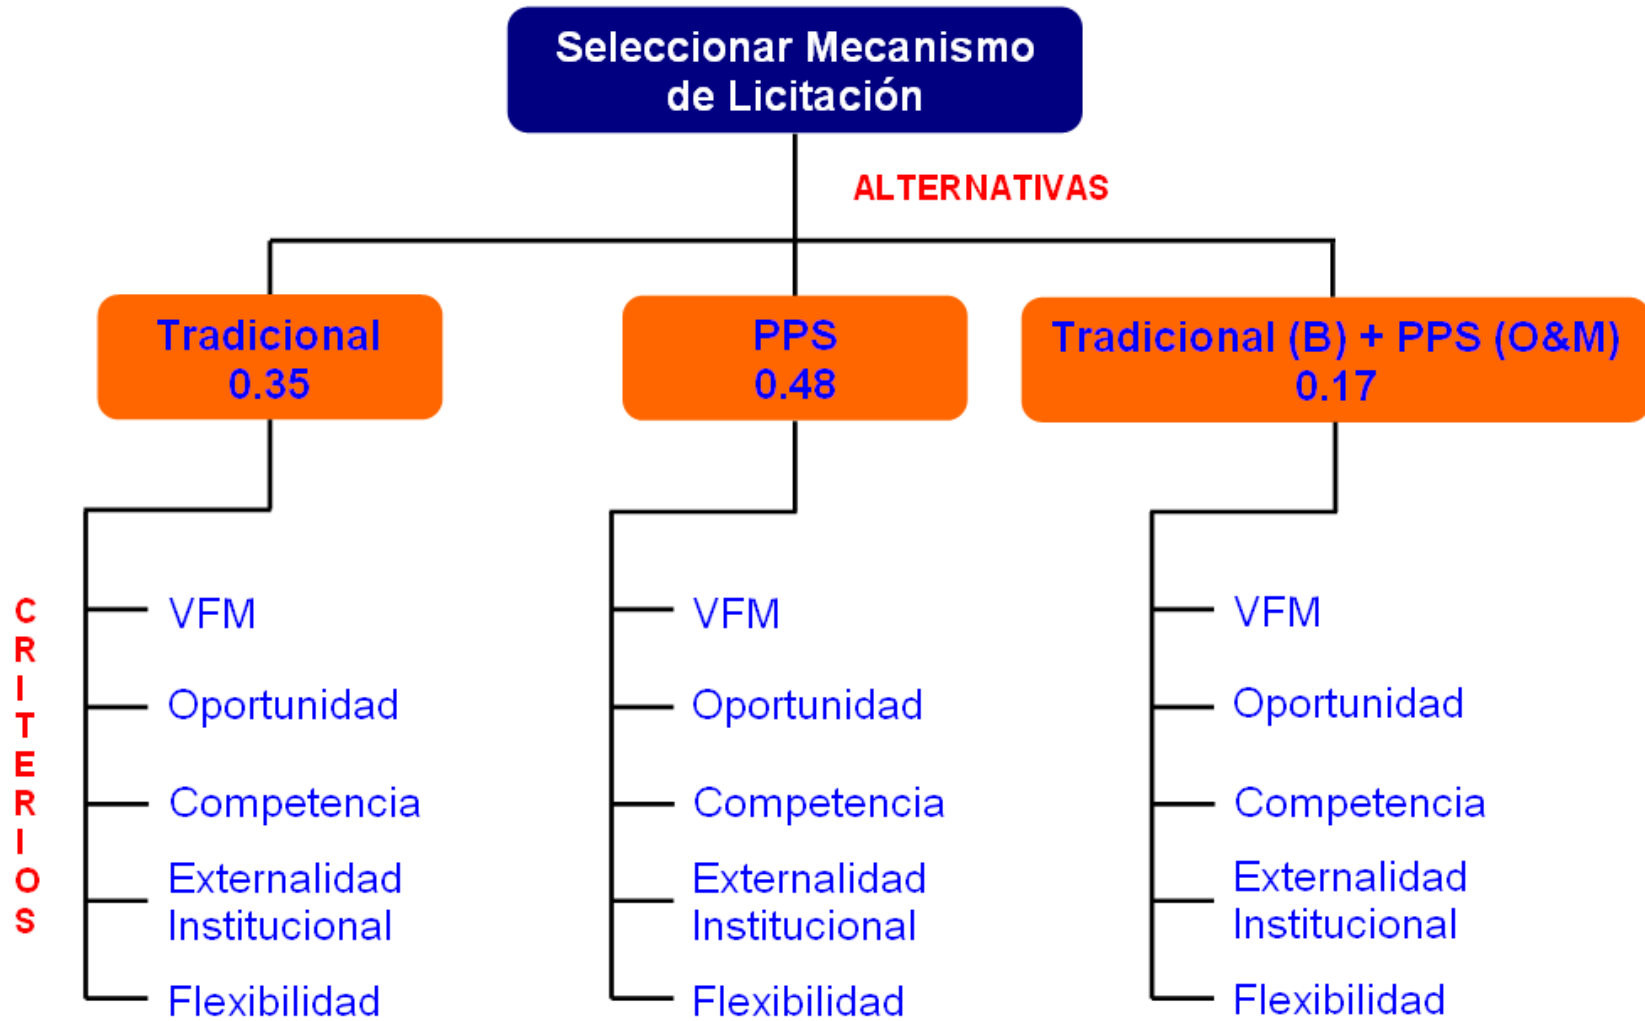 Seleccionar Mecanismo
de Licitación
ALTERNATIVAS
Tradicional
0.35
PPS
0.48
Tradicional (B) + PPS (O&M)
0.17
CRITERIOS
VFM
Oportunidad
Competencia
Externalidad
Institucional
Flexibilidad
VFM
Oportunidad
Competencia
Externalidad
Institucional
Flexibilidad
VFM
Oportunidad
Competencia
Externalidad
Institucional
Flexibilidad